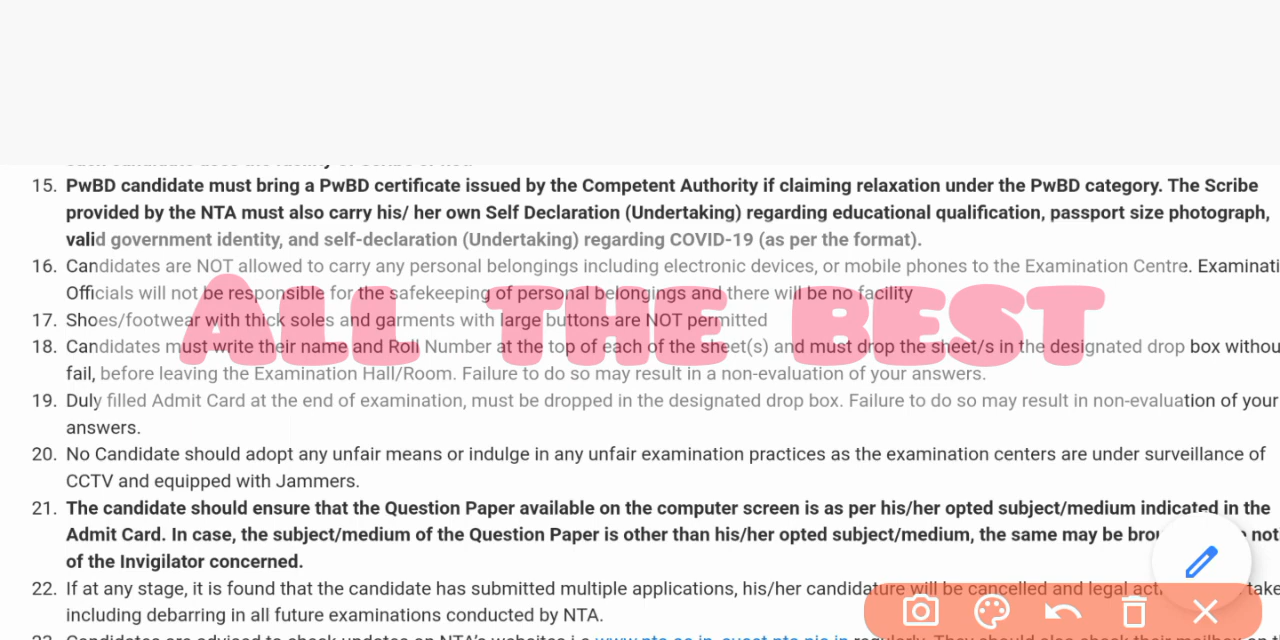 15. PwBD candidate must bring a PwBD certificate issued by the Competent Authority if claiming relaxation under the PwBD category. The Scribe
provided by the NTA must also carry his/ her own Self Declaration (Undertaking) regarding educational qualification, passport size photograph,
valid government identity, and self-declaration (Undertaking) regarding COVID-19 (as per the format).
16. Candidates are NOT allowed to carry any personal belongings including electronic devices, or mobile phones to the Examination Centre. Examinati
Officials will not be responsible for the safekeeping of personal belongings and there will be no facility
17. Shoes/footwear with thick soles and garments with large buttons are NOT permitted
ALL THE BEST
18. Candidates must write their name and Roll Number at the top of each of the sheet(s) and must drop the sheet/s in the designated drop box withou
fail, before leaving the Examination Hall/Room. Failure to do so may result in a non-evaluation of your answers.
19. Duly filled Admit Card at the end of examination, must be dropped in the designated drop box. Failure to do so may result in non-evaluation of your
answers.
20. No Candidate should adopt any unfair means or indulge in any unfair examination practices as the examination centers are under surveillance of
CCTV and equipped with Jammers.
21. The candidate should ensure that the Question Paper available on the computer screen is as per his/her opted subject/medium indicated in the
Admit Card. In case, the subject/medium of the Question Paper is other than his/her opted subject/medium, the same may be not
of the Invigilator concerned.
22. If at any stage, it is found that the candidate has submitted multiple applications, his/her candidature will be cancelled and legal take
including debarring in all future examinations conducted by NTA.